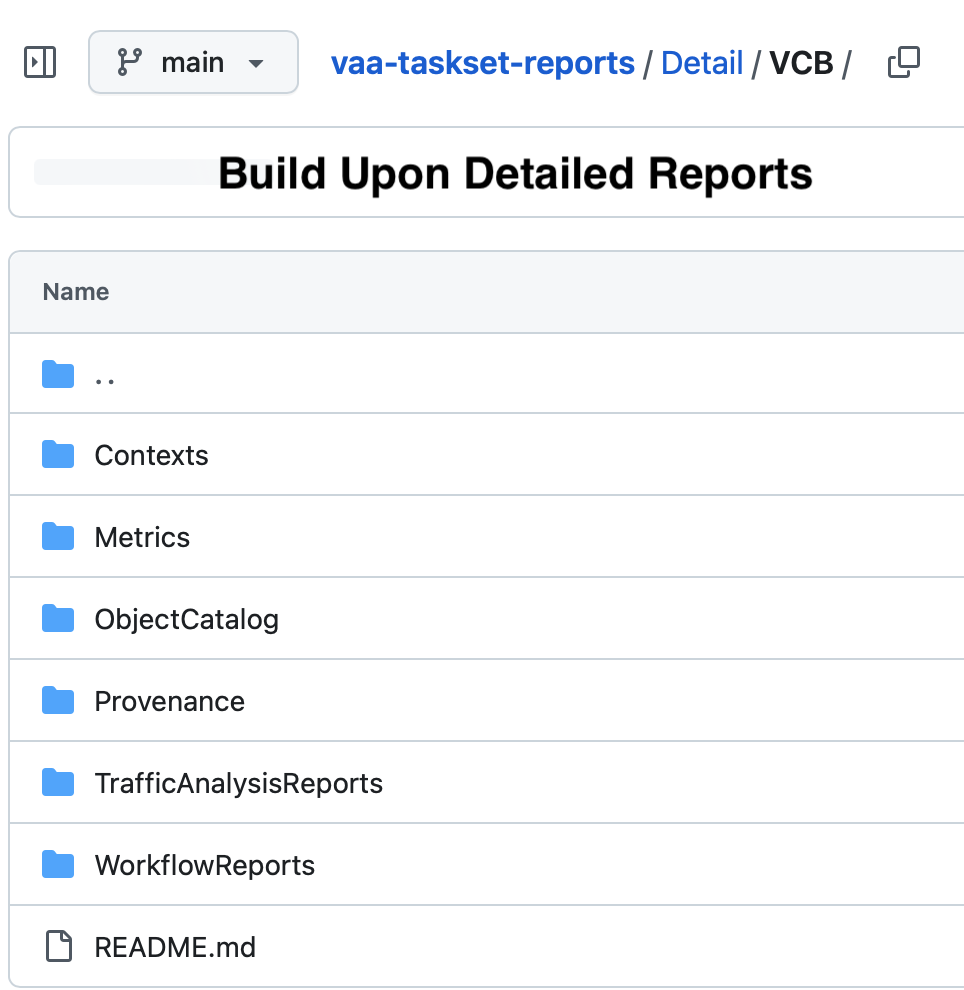 main vaa-taskset-reports / Detail / VCB /
Build Upon Detailed Reports
Name
..
Contexts
Metrics
ObjectCatalog
Provenance
TrafficAnalysisReports
WorkflowReports
README.md